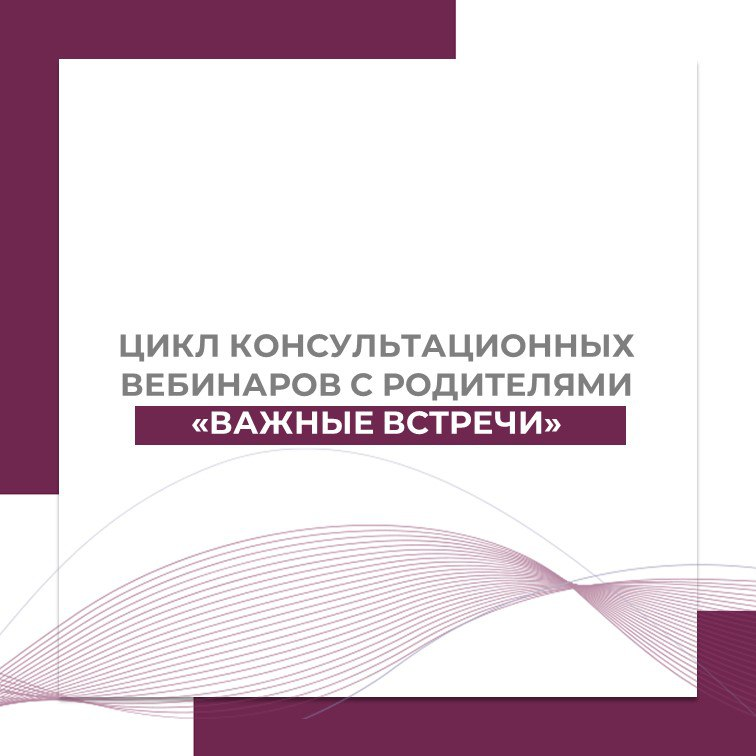 ЦИКЛ КОНСУЛЬТАЦИОННЫХ
ВЕБИНАРОВ С РОДИТЕЛЯМИ
«ВАЖНЫЕ ВСТРЕЧИ»